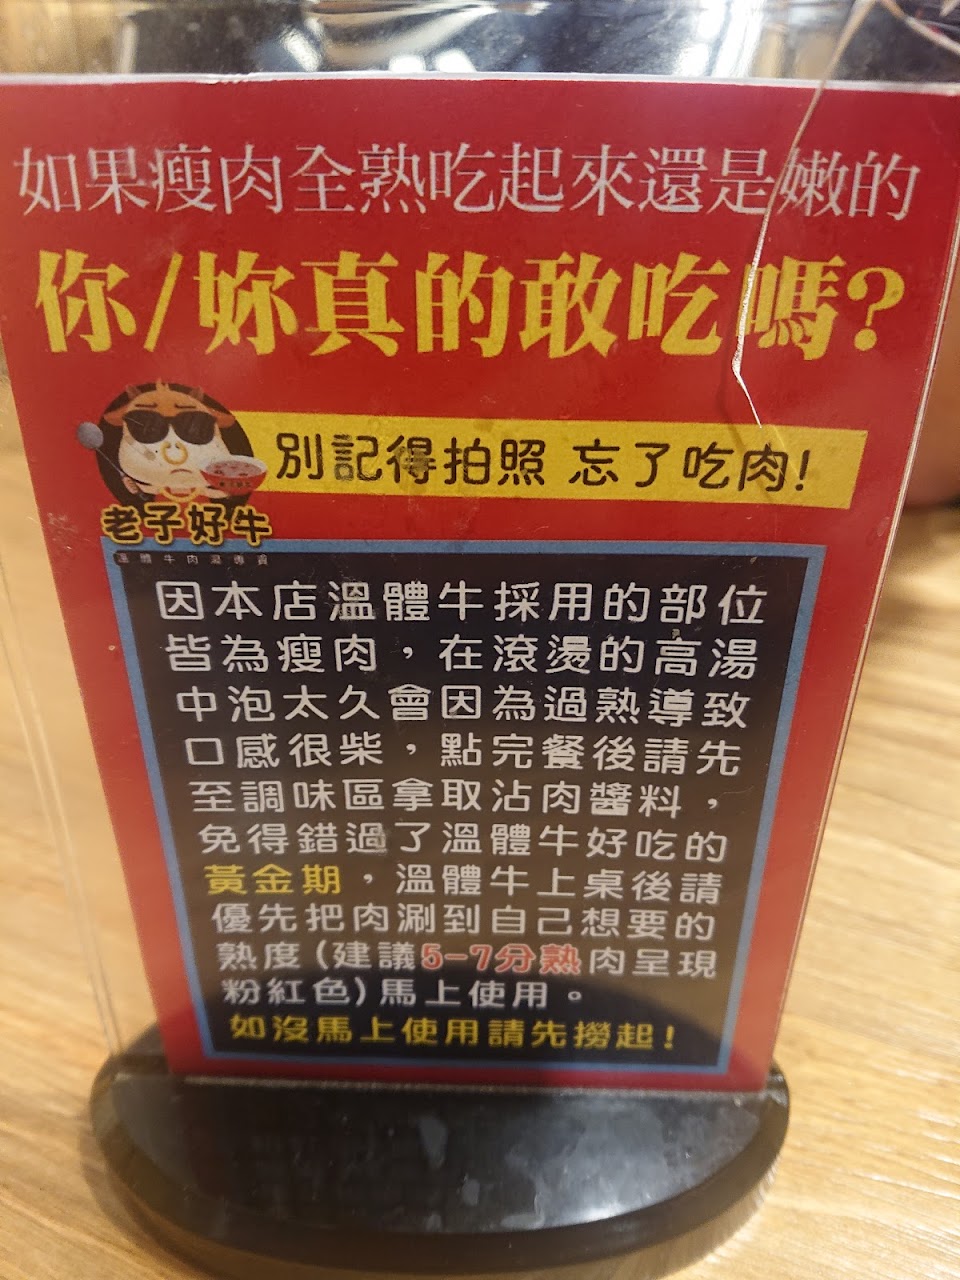 如果瘦肉全熟吃起來還是嫩的
你/妳真的敢吃嗎?
別記得拍照 忘了吃肉!
老子好牛
溫體牛肉湯專賣
因本店溫體牛採用的部位
皆為瘦肉，在滾燙的高湯
中泡太久會因為過熟導致
口感很柴，點完餐後請先
至調味區拿取沾肉醬料，
免得錯過了溫體牛好吃的
黃金期，溫體牛上桌後請
優先把肉涮到自己想要的
熟度(建議5-7分熟肉呈現
粉紅色)馬上使用。
如沒馬上使用請先撈起!